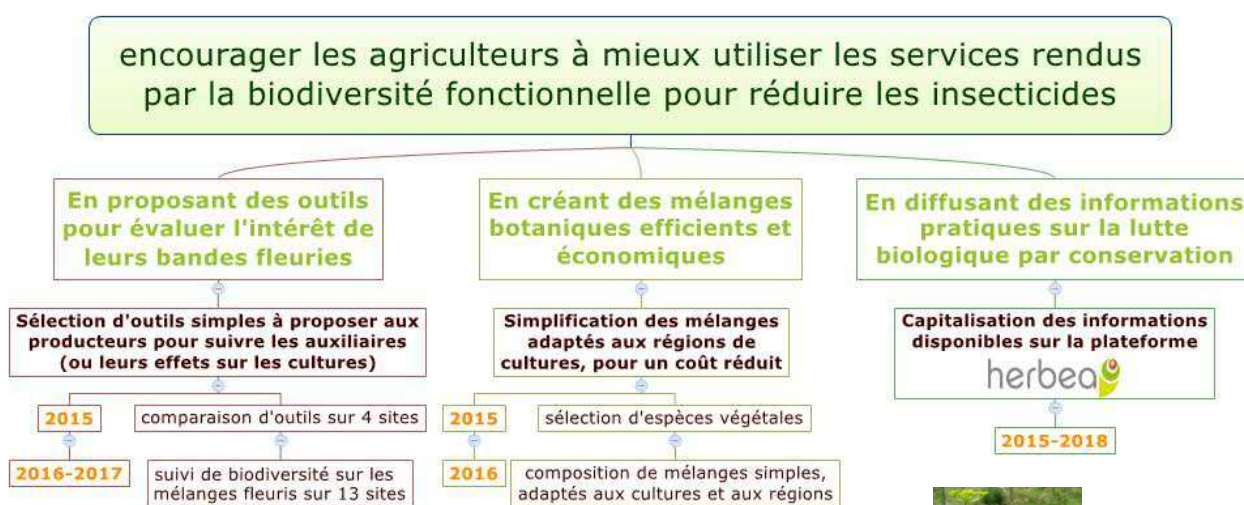 encourager les agriculteurs à mieux utiliser les services rendus
par la biodiversité fonctionnelle pour réduire les insecticides
En proposant des outils
pour évaluer l'intérêt de
leurs bandes fleuries
Sélection d'outils simples à proposer aux
producteurs pour suivre les auxiliaires
(ou leurs effets sur les cultures)
2015
comparaison d'outils sur 4 sites
2016-2017
suivi de biodiversité sur les
mélanges fleuris sur 13 sites
En créant des mélanges
botaniques efficients et
économiques
Simplification des mélanges
adaptés aux régions de
cultures, pour un coût réduit
2015
sélection d'espèces végétales
2016
composition de mélanges simples,
adaptés aux cultures et aux régions
En diffusant des informations
pratiques sur la lutte
biologique par conservation
Capitalisation des informations
disponibles sur la plateforme
herbea
2015-2018